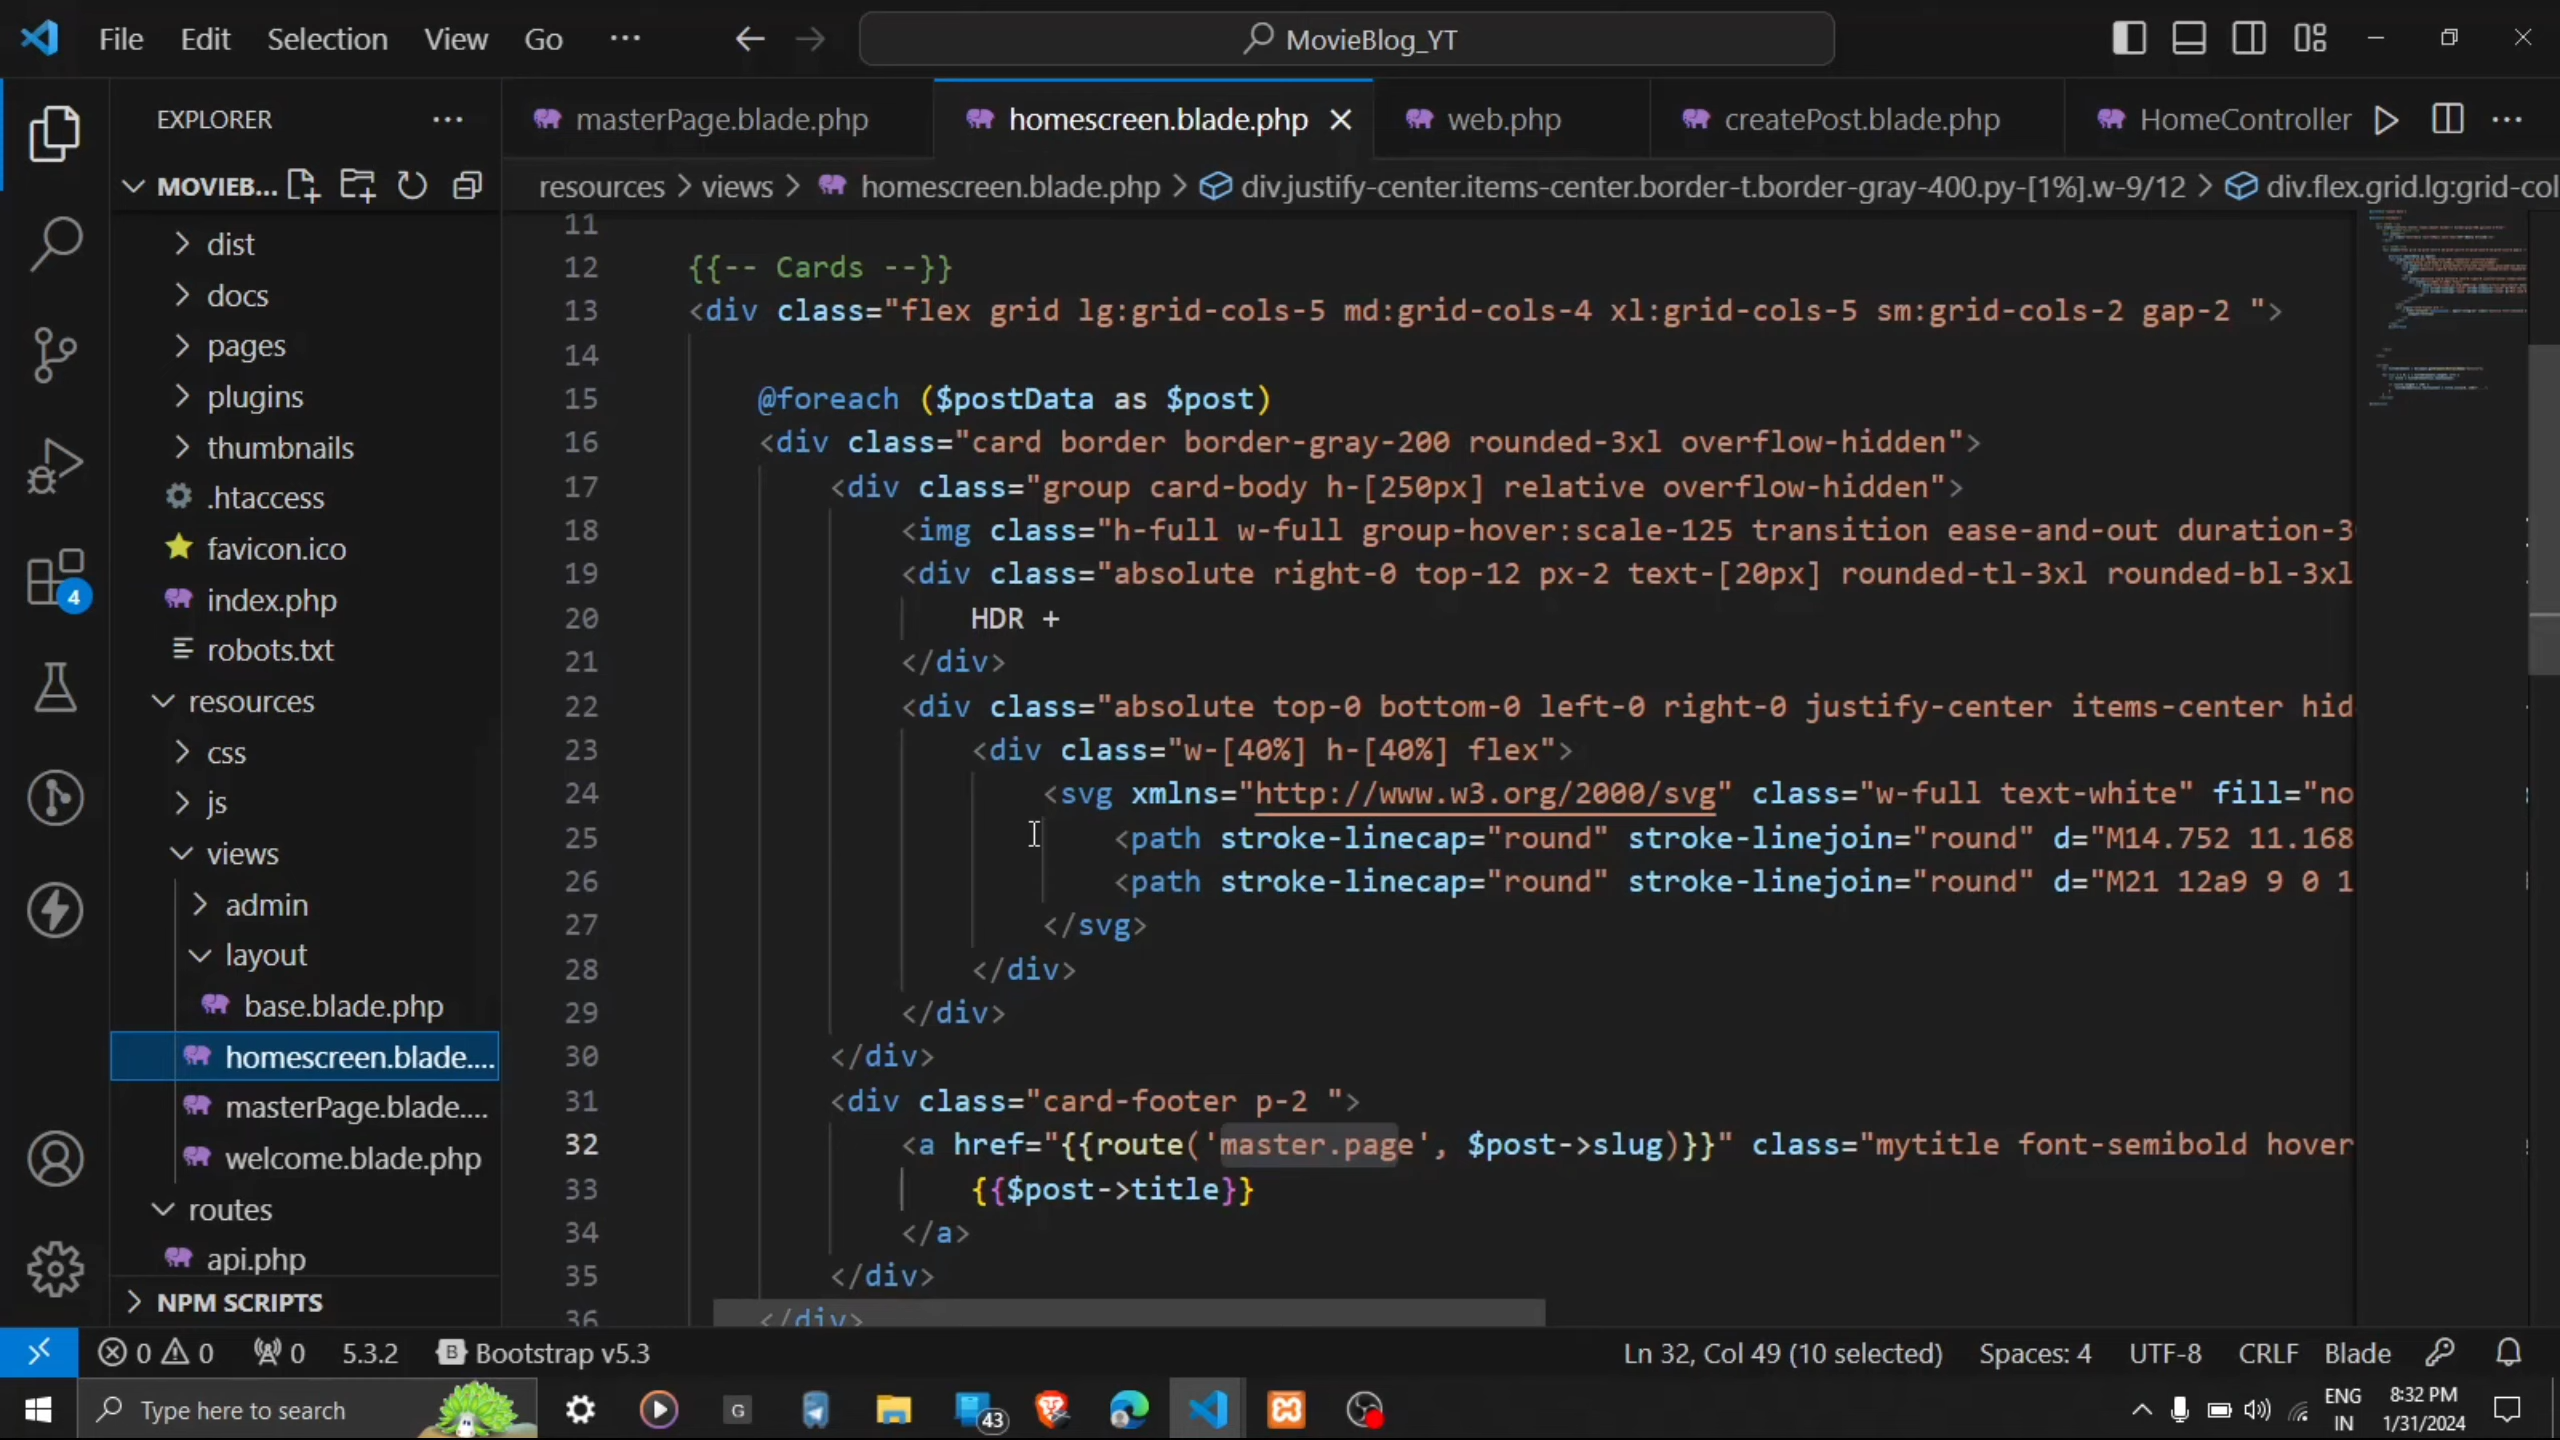 File Edit Selection View Go ··· MovieBlog_YT
EXPLORER ···
MOVIEB...
dist
docs
pages
plugins
thumbnails
.htaccess
favicon.ico
index.php
robots.txt
resources
css
js
views
admin
layout
base.blade.php
homescreen.blade....
masterPage.blade....
welcome.blade.php
routes
api.php
NPM SCRIPTS
4
masterPage.blade.php homescreen.blade.php web.php createPost.blade.php HomeController ···
resources > views > homescreen.blade.php > div.justify-center.items-center.border-t.border-gray-400.py-[1%].w-9/12 > div.flex.grid.lg:grid-col
11
12 {{-- Cards --}}
13 <div class="flex grid lg:grid-cols-5 md:grid-cols-4 xl:grid-cols-5 sm:grid-cols-2 gap-2 ">
14
15 @foreach ($postData as $post)
16 <div class="card border border-gray-200 rounded-3xl overflow-hidden">
17 <div class="group card-body h-[250px] relative overflow-hidden">
18 <img class="h-full w-full group-hover:scale-125 transition ease-and-out duration-3
19 <div class="absolute right-0 top-12 px-2 text-[20px] rounded-tl-3xl rounded-bl-3xl
20 HDR +
21 </div>
22 <div class="absolute top-0 bottom-0 left-0 right-0 justify-center items-center hid
23 <div class="w-[40%] h-[40%] flex">
24 <svg xmlns="http://www.w3.org/2000/svg" class="w-full text-white" fill="no
25 <path stroke-linecap="round" stroke-linejoin="round" d="M14.752 11.168
26 <path stroke-linecap="round" stroke-linejoin="round" d="M21 12a9 9 0 1
27 </svg>
28 </div>
29 </div>
30 </div>
31 <div class="card-footer p-2 ">
32 <a href="{{route('master.page', $post->slug)}}" class="mytitle font-semibold hover
33 {{$post->title}}
34 </a>
35 </div>
36 </div>
0 0 0 5.3.2 Bootstrap v5.3 Ln 32, Col 49 (10 selected) Spaces: 4 UTF-8 CRLF Blade
Type here to search G 43 ENG IN 8:32 PM 1/31/2024